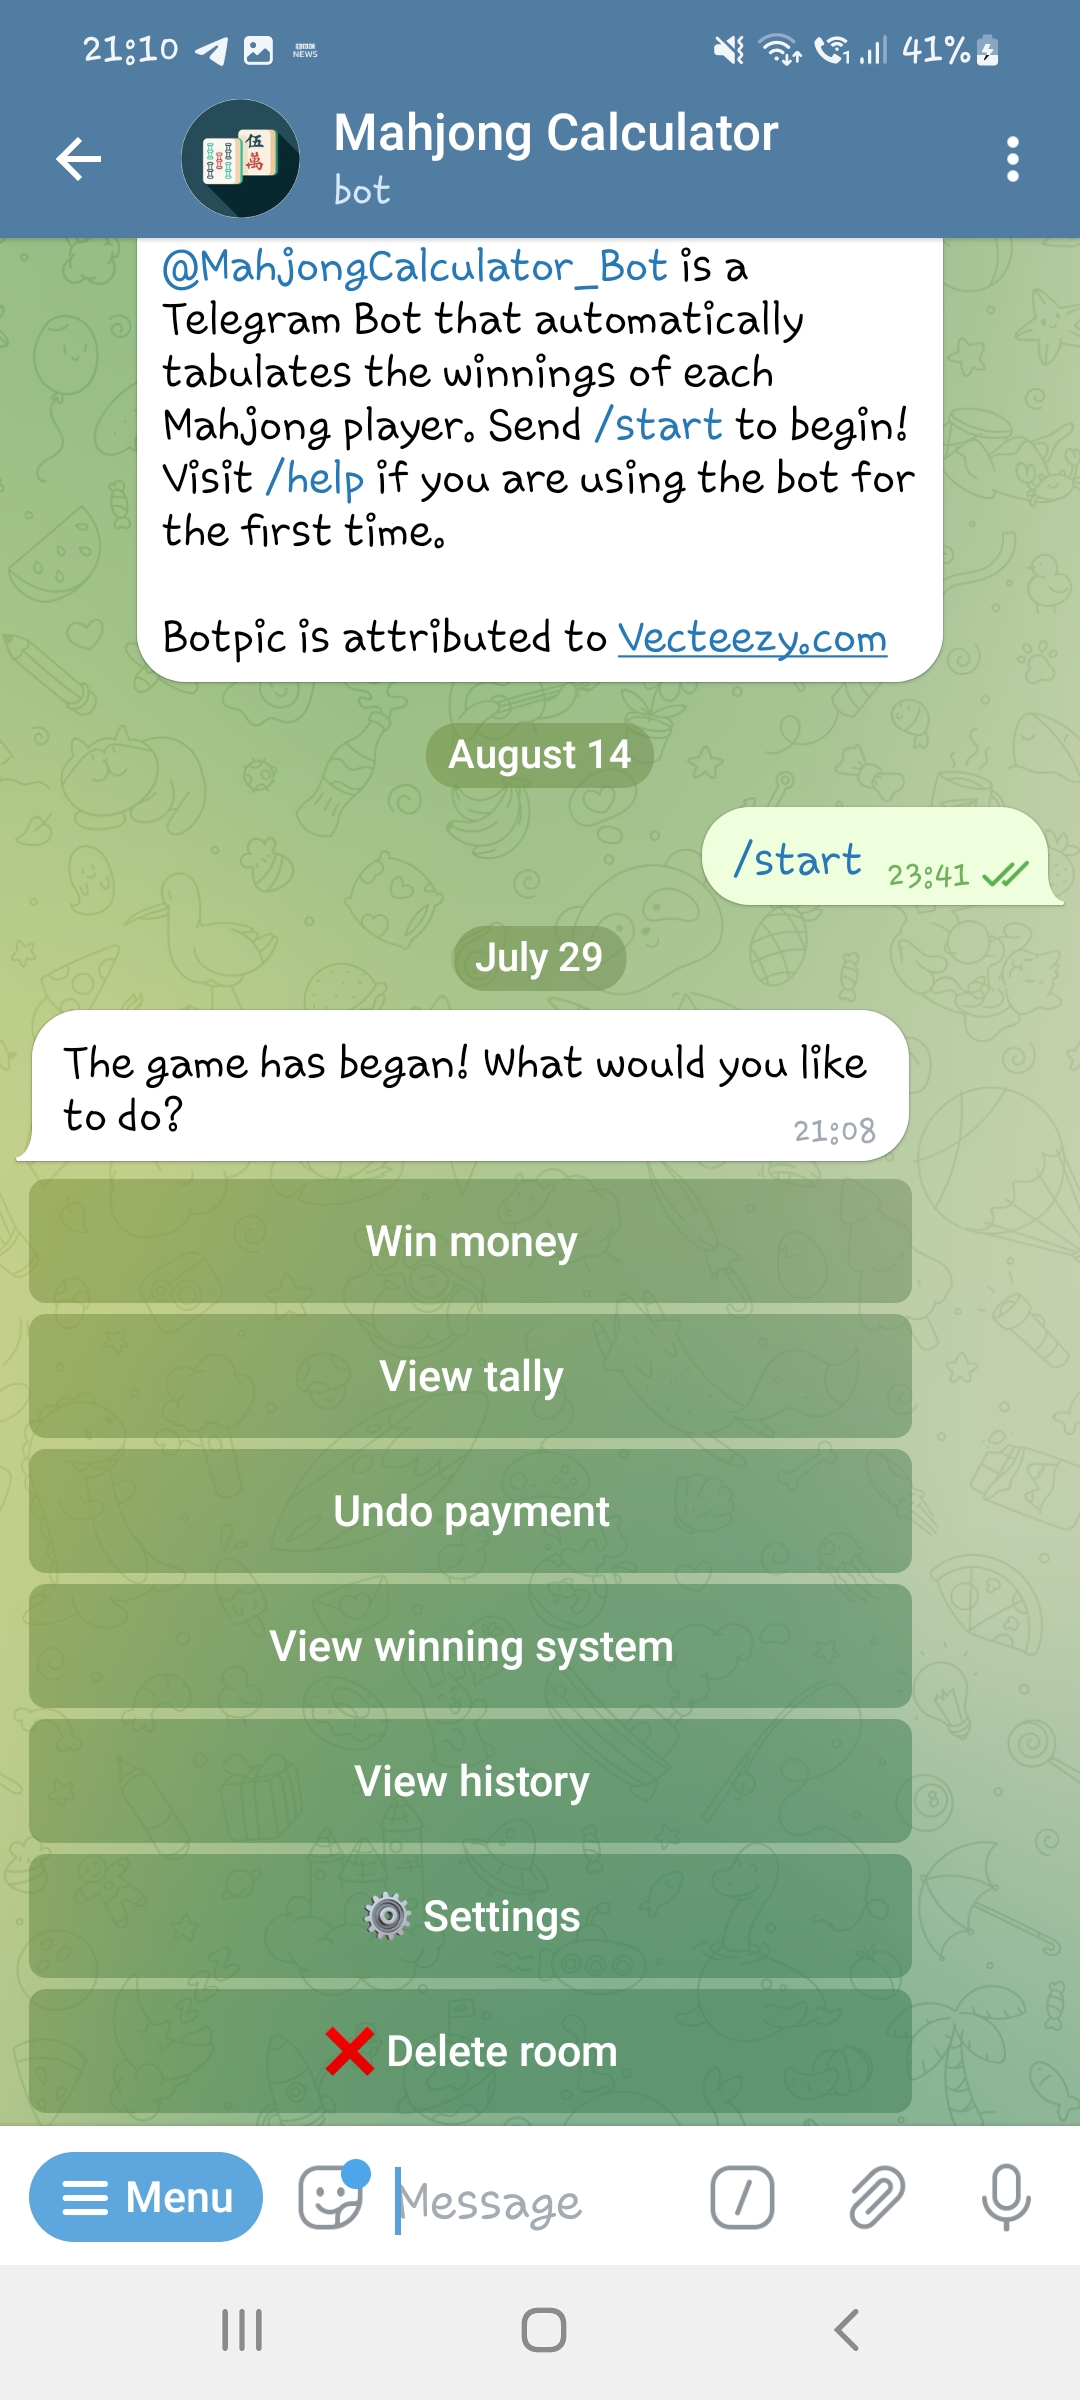 21:10
BBC
NEWS
1
41%
伍
萬
Mahjong Calculator
bot
@MahjongCalculator_Bot is a
Telegram Bot that automatically
tabulates the winnings of each
Mahjong player. Send /start to begin!
Visit /help if you are using the bot for
the first time.
Botpic is attributed to Vecteezy.com
August 14
/start 23:41
July 29
The game has began! What would you like
to do?
21:08
Win money
View tally
Undo payment
View winning system
View history
Settings
Delete room
Menu
Message